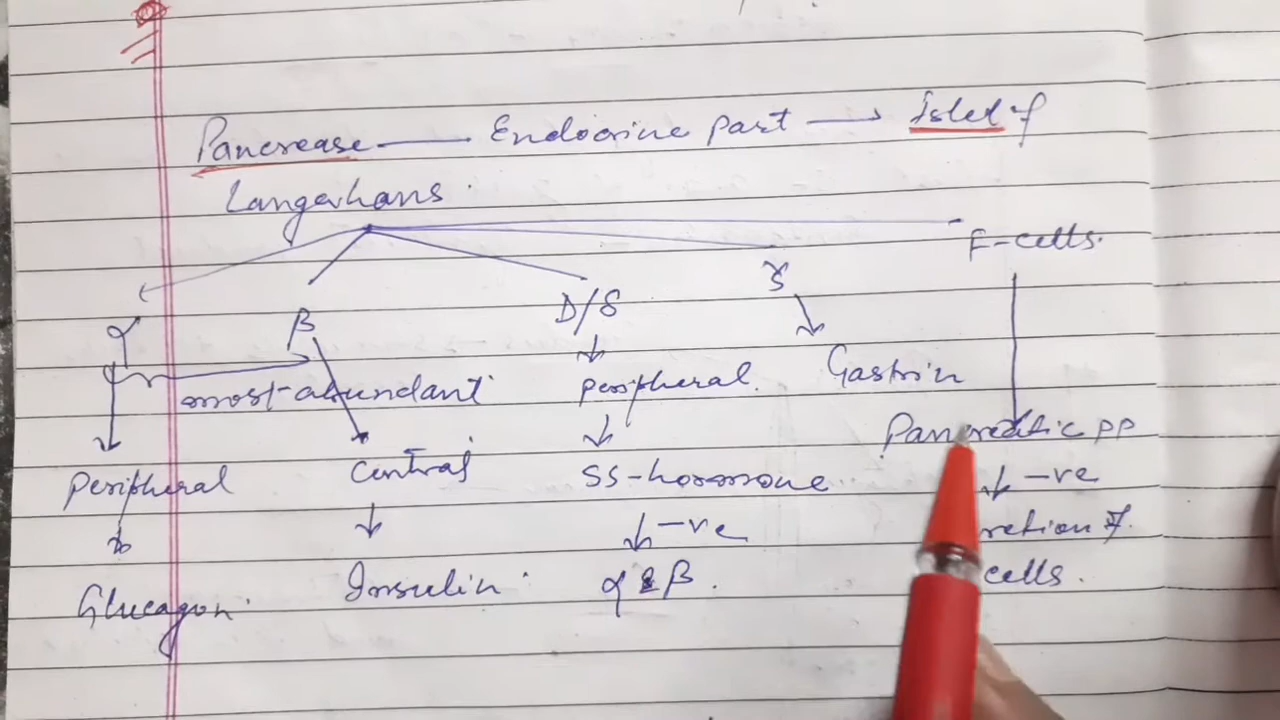 Pancrease — Endocrine part → Islet of
Langerhans.
F-cells.
α β D/δ γ
most-abundant peripheral. Gastrin
Pancreatic PP
Peripheral Central SS-hormone ↓ -ve
↓ -ve retion of
Glucagon. Insulin. α & β. cells.